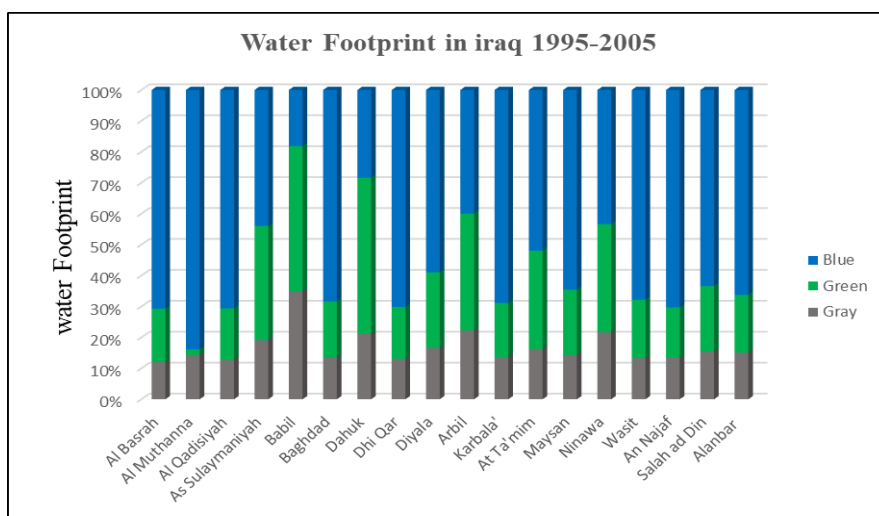 Water Footprint in iraq 1995-2005
water Footprint
100%
90%
80%
70%
60%
50%
40%
30%
20%
10%
0%
Al Basrah
Al Muthanna
Al Qadisiyah
As Sulaymaniyah
Babil
Baghdad
Dahuk
Dhi Qar
Diyala
Arbil
Karbala'
At Ta'mim
Maysan
Ninawa
Wasit
An Najaf
Salah ad Din
Alanbar
Blue
Green
Gray